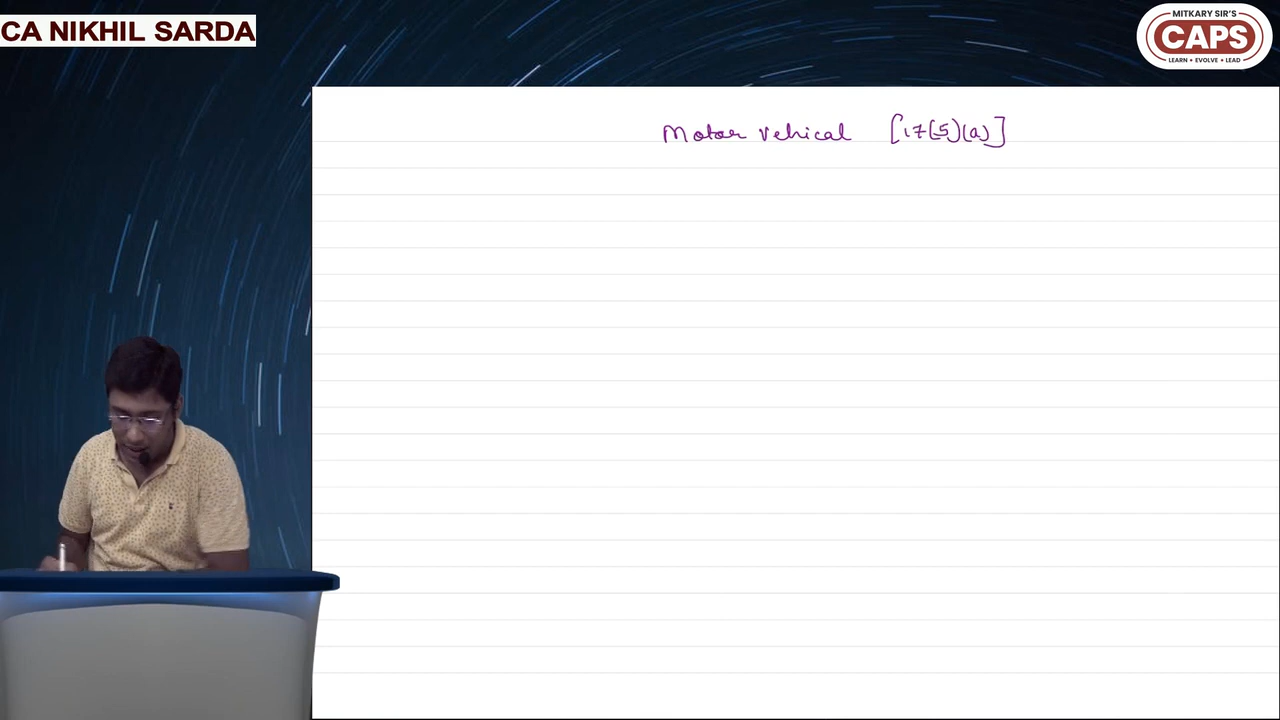 CA NIKHIL SARDA
MITKARY SIR'S
CAPS
LEARN • EVOLVE • LEAD
Motor vehical [17(5)(a)]